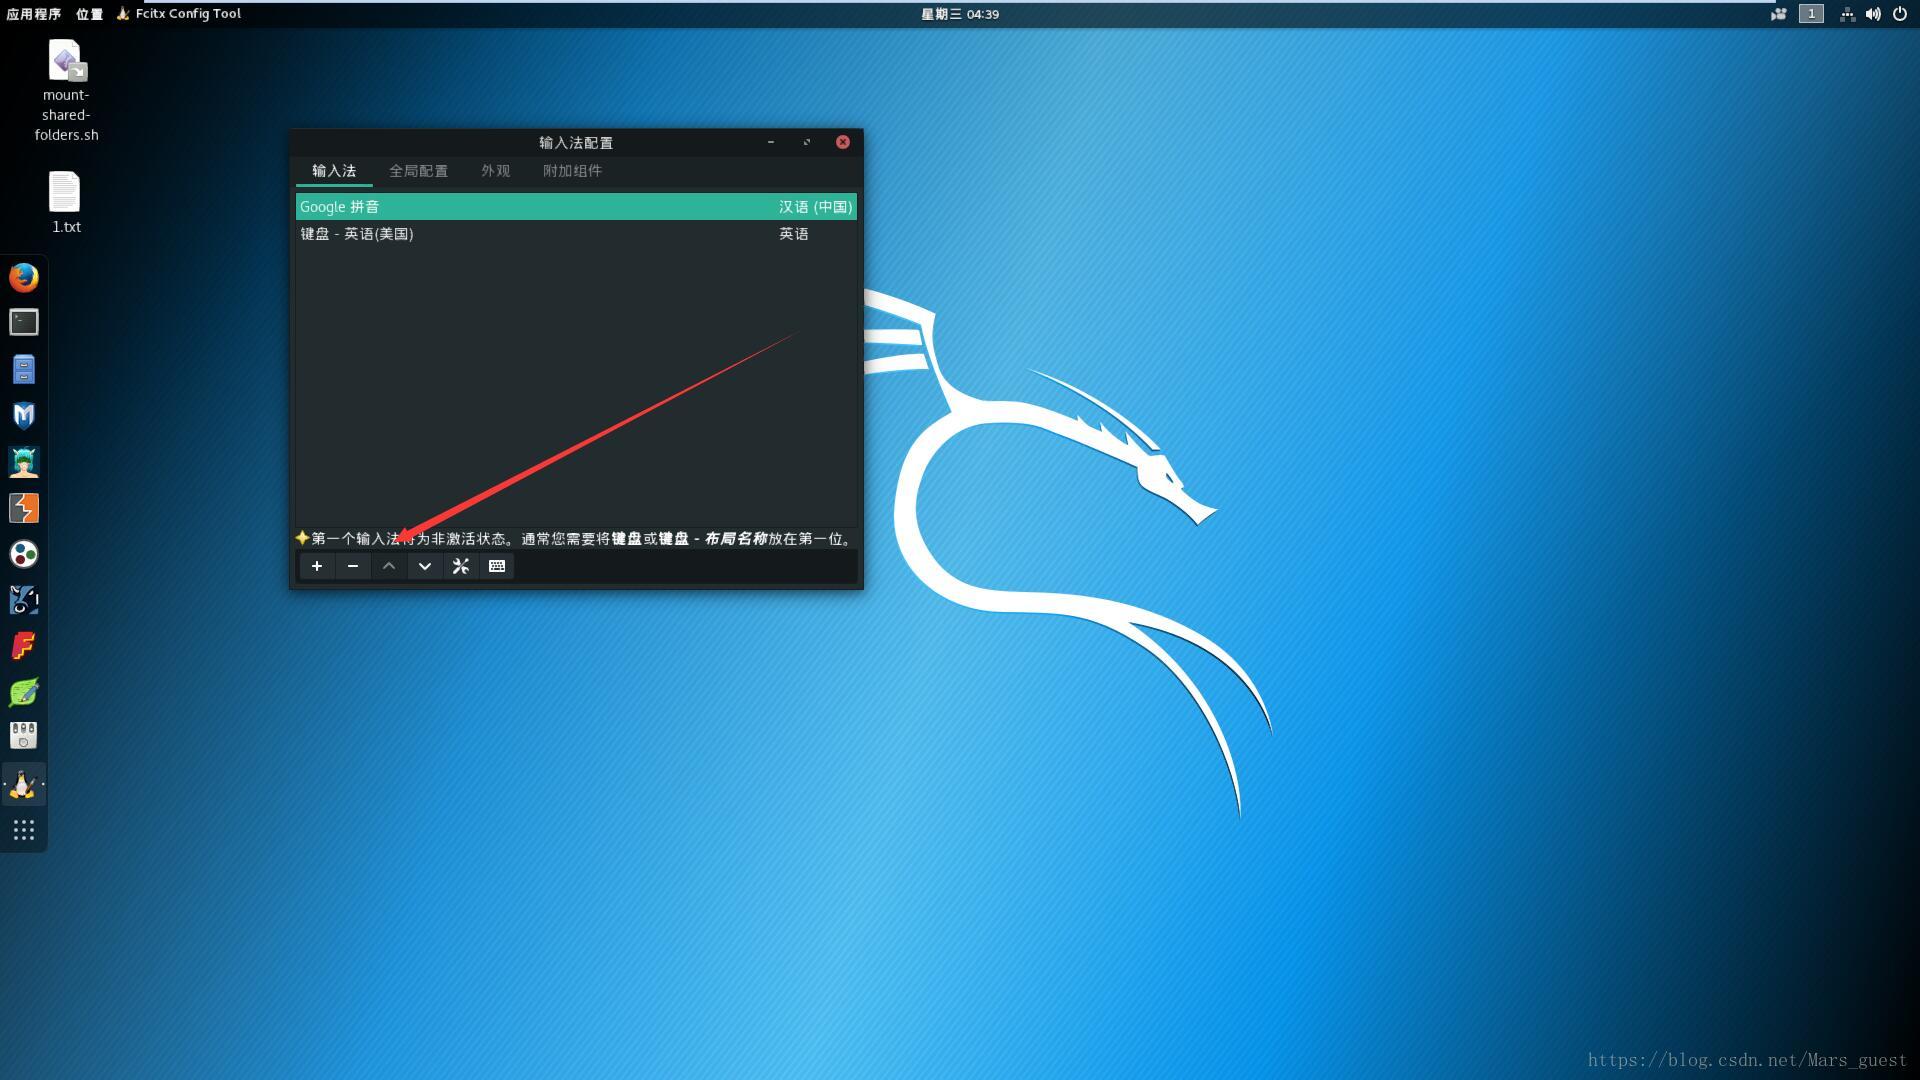 应用程序 位置 Fcitx Config Tool 星期三 04:39 1
mount-
shared-
folders.sh
1.txt
输入法配置
输入法 全局配置 外观 附加组件
Google 拼音 汉语 (中国)
键盘 - 英语(美国) 英语
第一个输入法将为非激活状态。通常您需要将键盘或键盘 - 布局名称放在第一位。
https://blog.csdn.net/Mars_guest